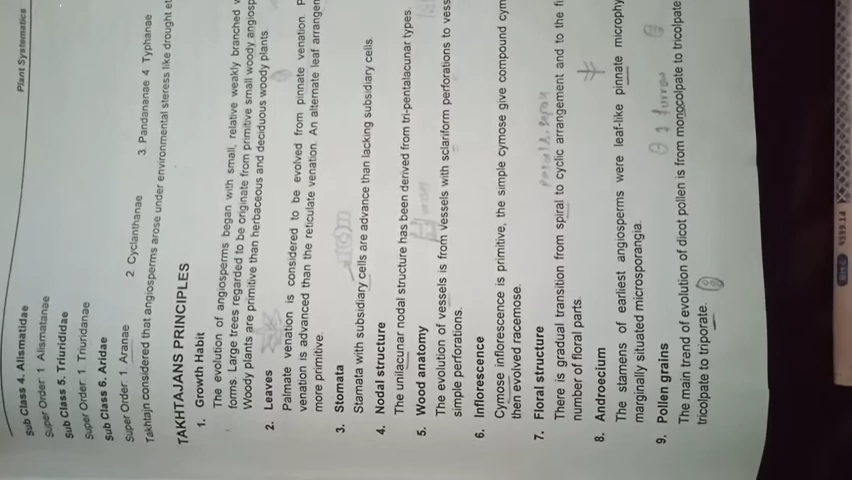 Plant Systematics
Sub Class 4. Alismatidae
Super Order 1 Alismatanae
Sub Class 5. Triurididae
Super Order 1. Triuridanae
Sub Class 6. Aridae
Super Order 1 Aranae 2 Cyclanthanae 3. Pandananae 4 Typhanae
Takhtajn considered that angiosperms arose under environmental steress like drought
TAKHTAJANS PRINCIPLES
1. Growth Habit
The evolution of angiosperms began with small, relative weakly branched
forms. Large trees regarded to be originate from primitive small woody
Woody plants are primitive than herbaceous and deciduous woody plants.
2. Leaves
Palmate venation is considered to be evolved from pinnate venation.
venation is advanced than the reticulate venation. An alternate leaf
more primitive.
3. Stomata
Stamata with subsidiary cells are advance than lacking subsidiary cells.
4. Nodal structure
The unilacunar nodal structure has been derived from tri-pentalacunar types.
5. Wood anatomy
The evolution of vessels is from vessels with sclariform perforations to
simple perforations.
6. Inflorescence
Cymose inflorescence is primitive, the simple cymose give compound
then evolved racemose.
7. Floral structure
There is gradual transition from spiral to cyclic arrangement and to the
number of floral parts.
8. Androecium
The stamens of earliest angiosperms were leaf-like pinnate
marginally situated microsporangia.
9. Pollen grains
furrow
The main trend of evolution of dicot pollen is from monocolpate to tricolpate
tricolpate to triporate.